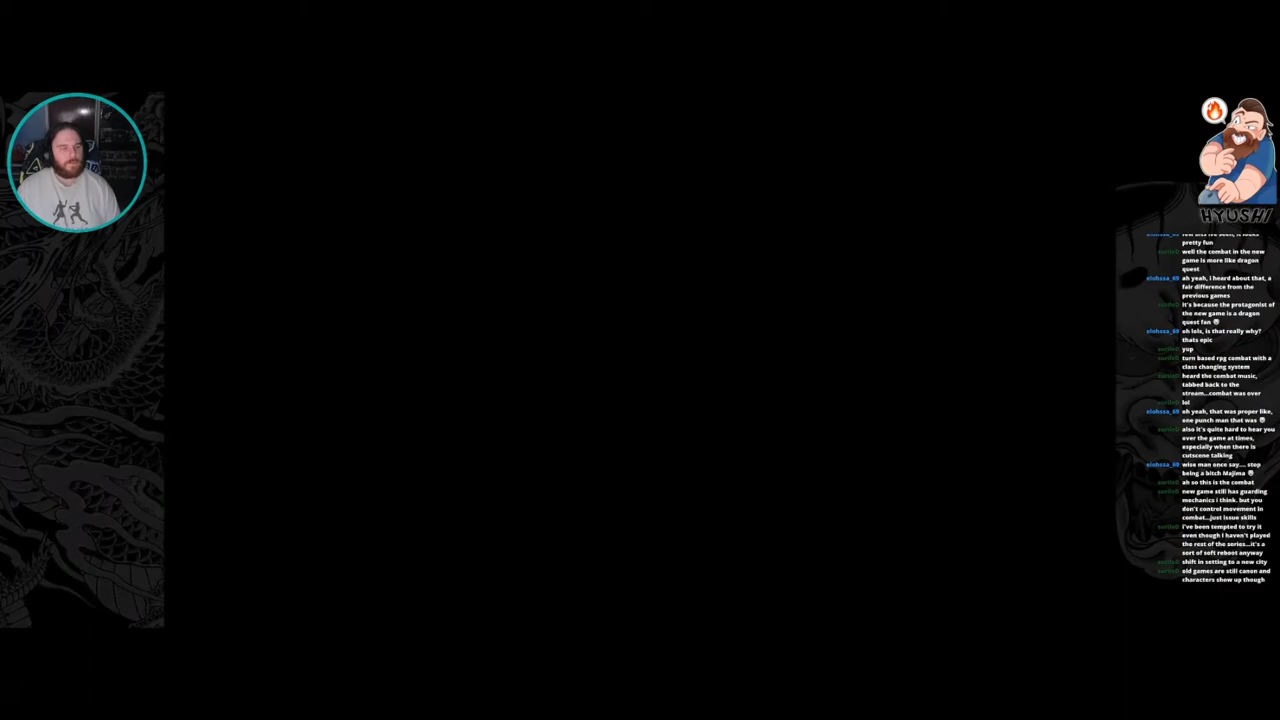 HYUSHI
pretty fun
well the combat in the new
game is more like dragon
quest
elohssa_69 ah yeah, i heard about that, a
fair difference from the
previous games
it's because the protagonist of
the new game is a dragon
quest fan
elohssa_69 oh lols, is that really why?
thats epic
yup
turn based rpg combat with a
class changing system
heard the combat music,
tabbed back to the
stream...combat was over
lol
elohssa_69 oh yeah, that was proper like,
one punch man that was
also it's quite hard to hear you
over the game at times,
especially when there is
cutscene talking
elohssa_69 wise man once say.... stop
being a bitch Majima
ah so this is the combat
new game still has guarding
mechanics i think. but you
don't control movement in
combat...just issue skills
I've been tempted to try it
even though I haven't played
the rest of the series...it's a
sort of soft reboot anyway
shift in setting to a new city
old games are still canon and
characters show up though